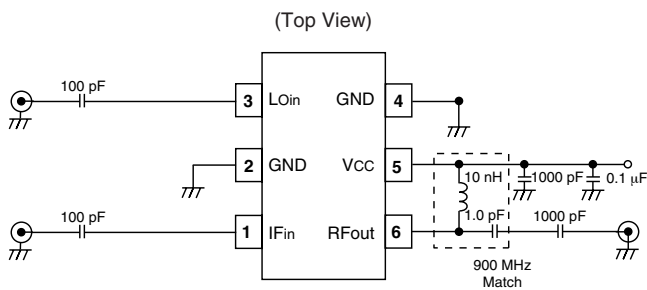 (Top View)
100 pF
3 LOin GND 4
2 GND VCC 5
10 nH 1000 pF 0.1 µF
100 pF
1.0 pF 1000 pF
1 IFin RFout 6
900 MHz
Match